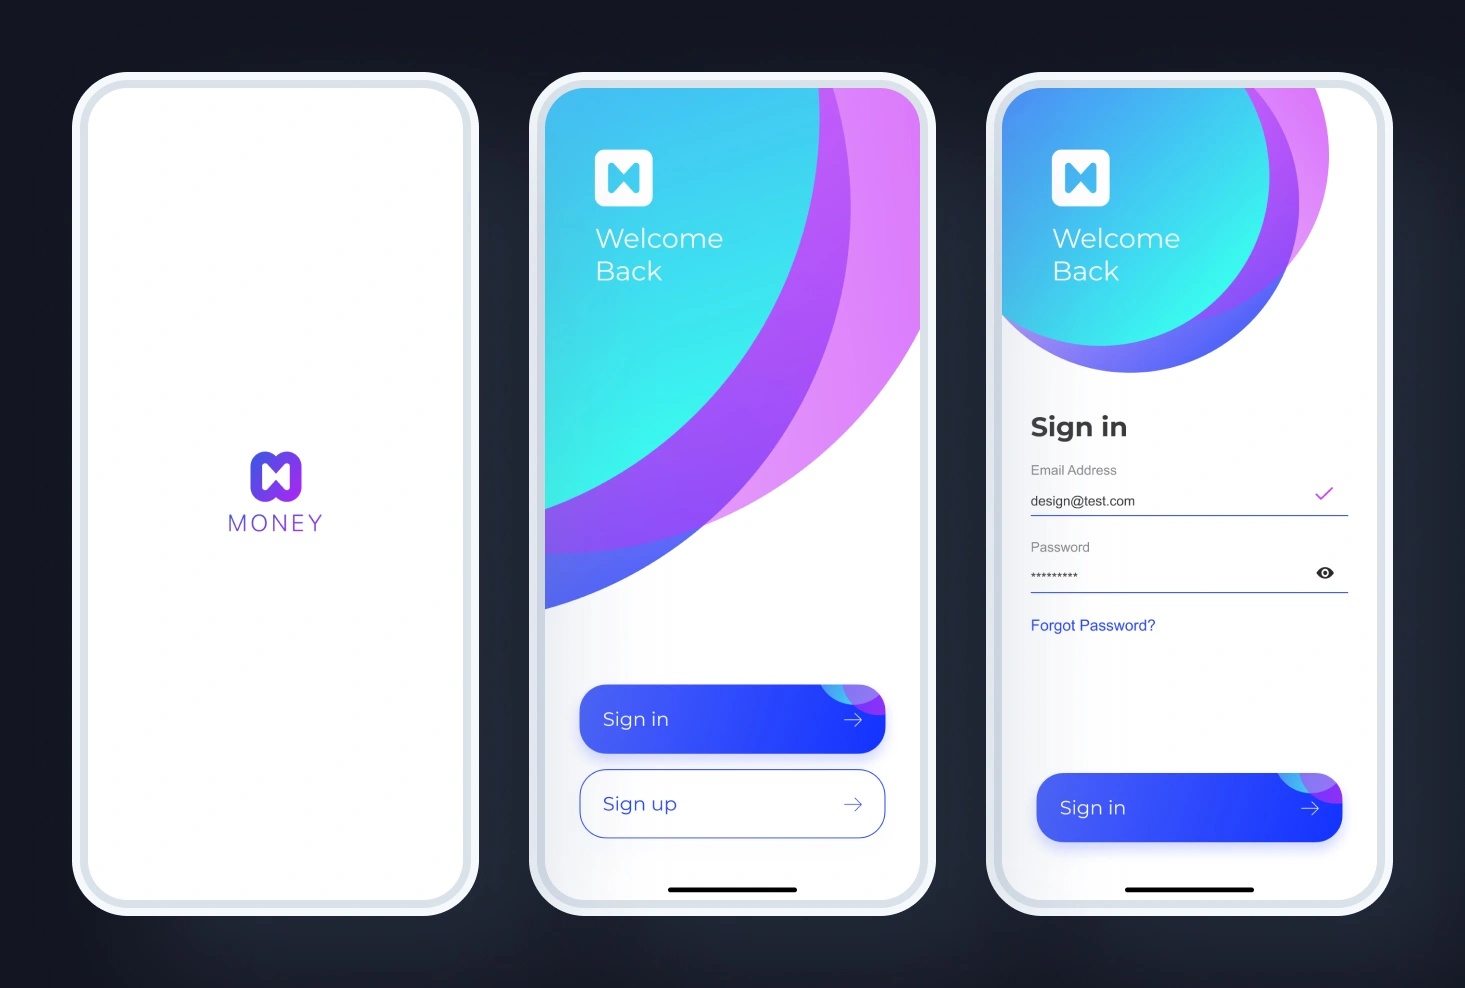 MONEY
Welcome
Back
Sign in
Sign up
Welcome
Back
Sign in
Email Address
design@test.com
Password
*********
Forgot Password?
Sign in